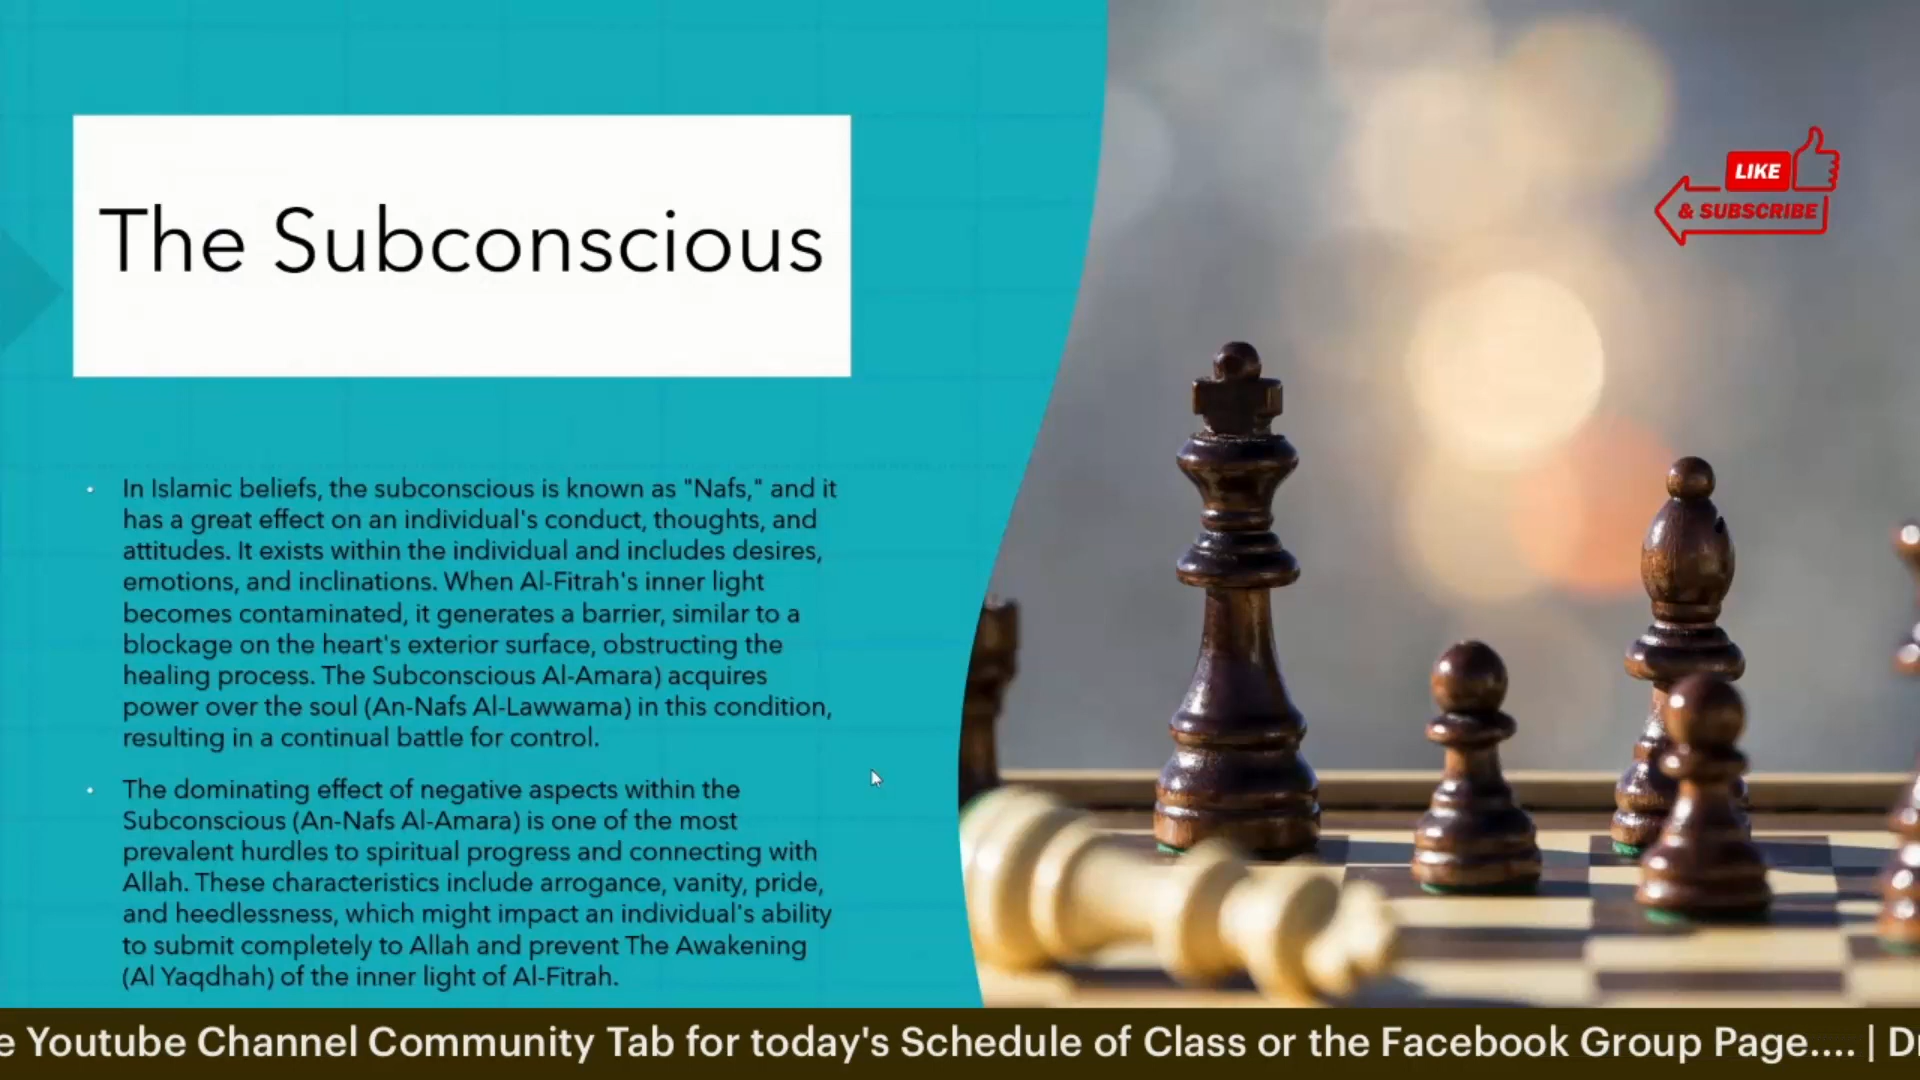 The Subconscious
LIKE
& SUBSCRIBE
• In Islamic beliefs, the subconscious is known as "Nafs," and it
has a great effect on an individual's conduct, thoughts, and
attitudes. It exists within the individual and includes desires,
emotions, and inclinations. When Al-Fitrah's inner light
becomes contaminated, it generates a barrier, similar to a
blockage on the heart's exterior surface, obstructing the
healing process. The Subconscious Al-Amara) acquires
power over the soul (An-Nafs Al-Lawwama) in this condition,
resulting in a continual battle for control.
• The dominating effect of negative aspects within the
Subconscious (An-Nafs Al-Amara) is one of the most
prevalent hurdles to spiritual progress and connecting with
Allah. These characteristics include arrogance, vanity, pride,
and heedlessness, which might impact an individual's ability
to submit completely to Allah and prevent The Awakening
(Al Yaqdhah) of the inner light of Al-Fitrah.
e Youtube Channel Community Tab for today's Schedule of Class or the Facebook Group Page.... |